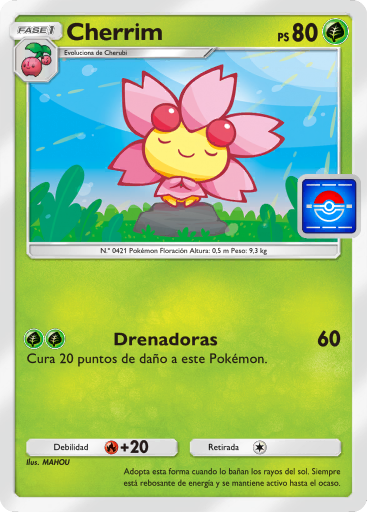 FASE 1
Cherrim
PS 80
Evoluciona de Cherubi
N.º 0421 Pokémon Floración Altura: 0,5 m Peso: 9,3 kg
Drenadoras 60
Cura 20 puntos de daño a este Pokémon.
Debilidad +20 Retirada
Ilus. MAHOU
Adopta esta forma cuando lo bañan los rayos del sol. Siempre
está rebosante de energía y se mantiene activo hasta el ocaso.